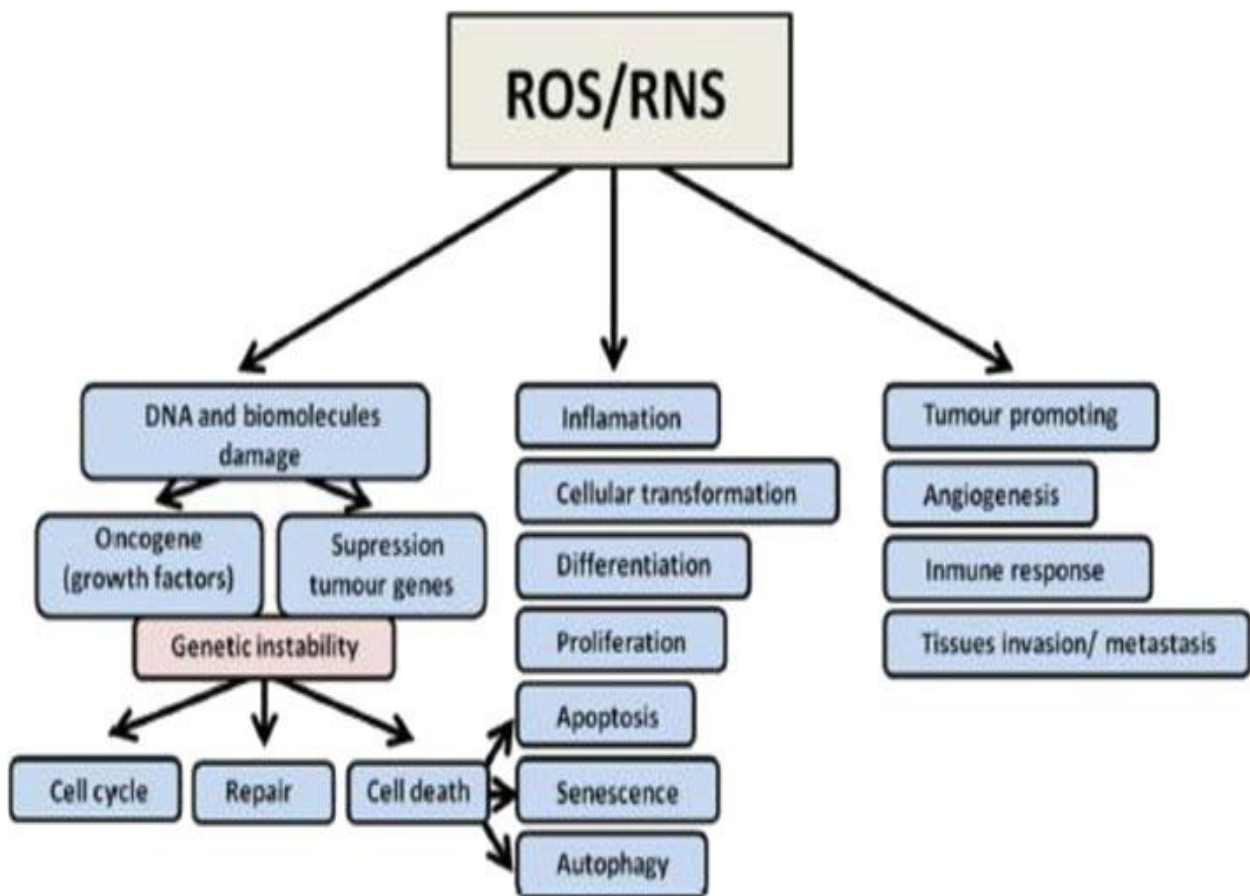 ROS/RNS
DNA and biomolecules
damage
Oncogene
(growth factors)
Supression
tumour genes
Genetic instability
Cell cycle
Repair
Cell death
Inflamation
Cellular transformation
Differentiation
Proliferation
Apoptosis
Senescence
Autophagy
Tumour promoting
Angiogenesis
Inmune response
Tissues invasion/ metastasis